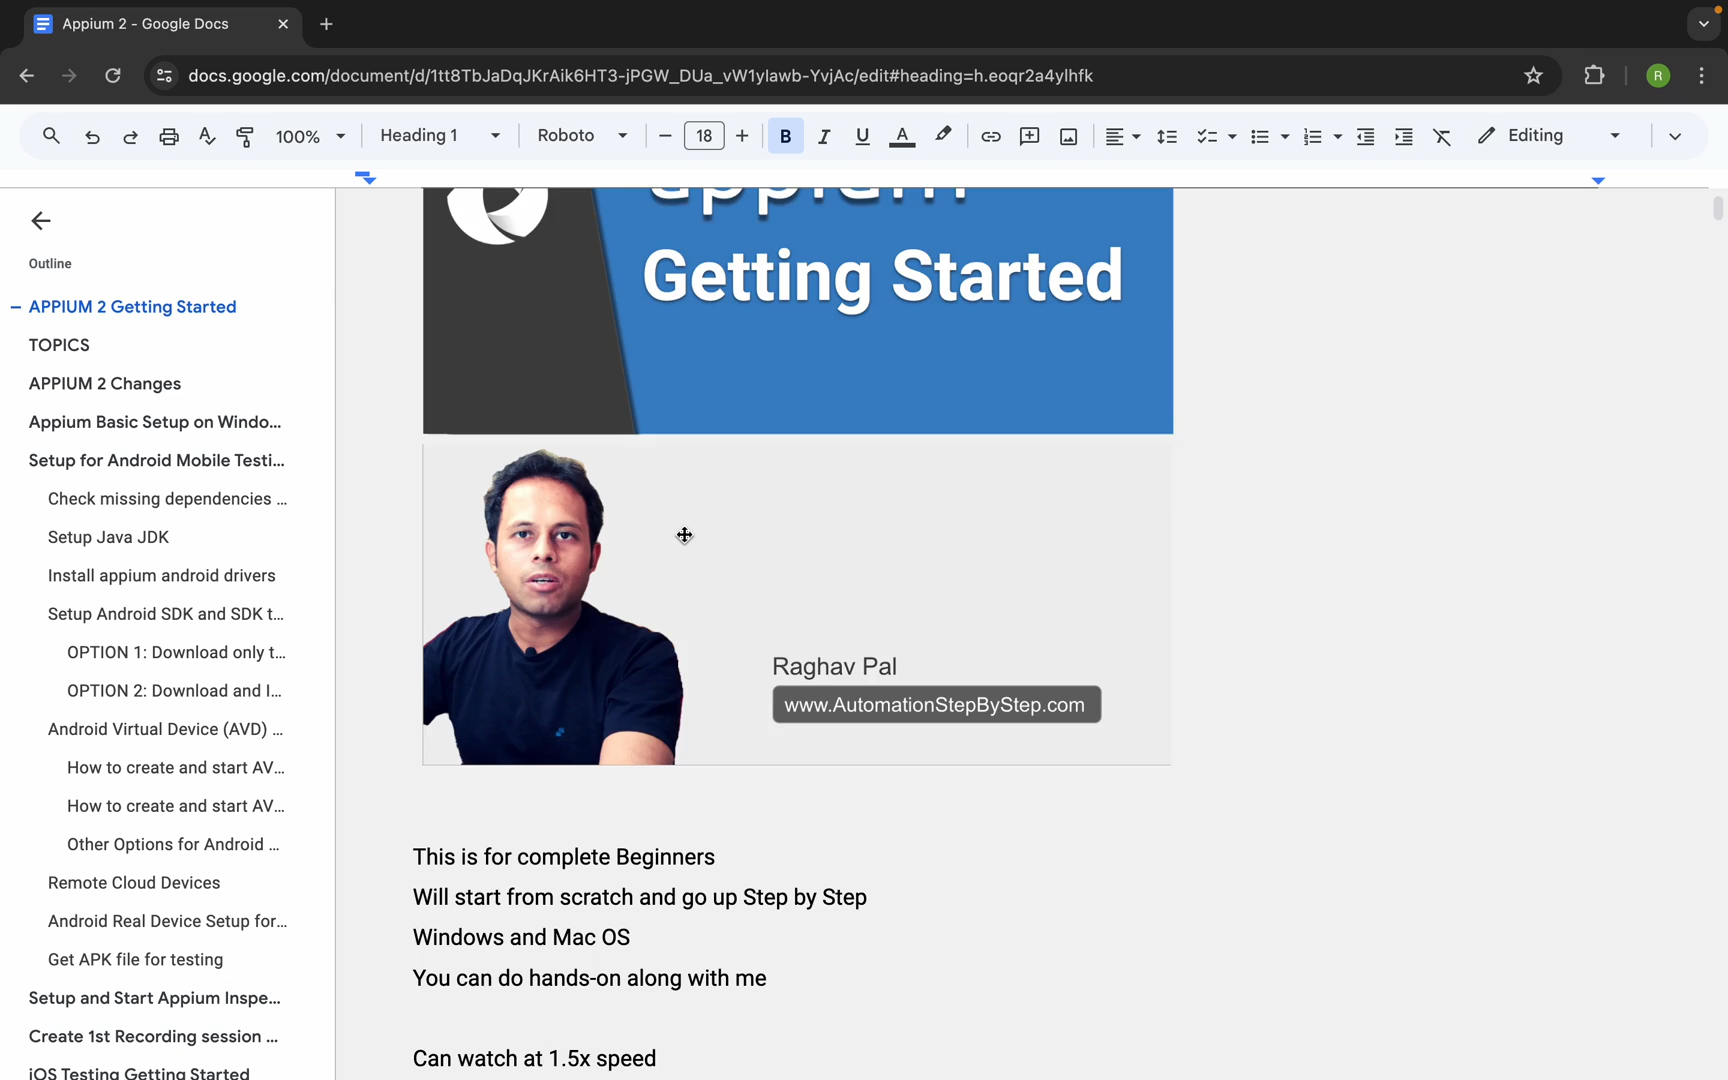 Appium 2 - Google Docs
docs.google.com/document/d/1tt8TbJaDqJKrAik6HT3-jPGW_DUa_vW1ylawb-YvjAc/edit#heading=h.eoqr2a4ylhfk
R
100%
Heading 1
Roboto
18
B
Editing
Outline
APPIUM 2 Getting Started
TOPICS
APPIUM 2 Changes
Appium Basic Setup on Windo...
Setup for Android Mobile Testi...
Check missing dependencies ...
Setup Java JDK
Install appium android drivers
Setup Android SDK and SDK t...
OPTION 1: Download only t...
OPTION 2: Download and I...
Android Virtual Device (AVD) ...
How to create and start AV...
How to create and start AV...
Other Options for Android ...
Remote Cloud Devices
Android Real Device Setup for...
Get APK file for testing
Setup and Start Appium Inspe...
Create 1st Recording session ...
iOS Testing Getting Started
appium
Getting Started
Raghav Pal
www.AutomationStepByStep.com
This is for complete Beginners
Will start from scratch and go up Step by Step
Windows and Mac OS
You can do hands-on along with me
Can watch at 1.5x speed